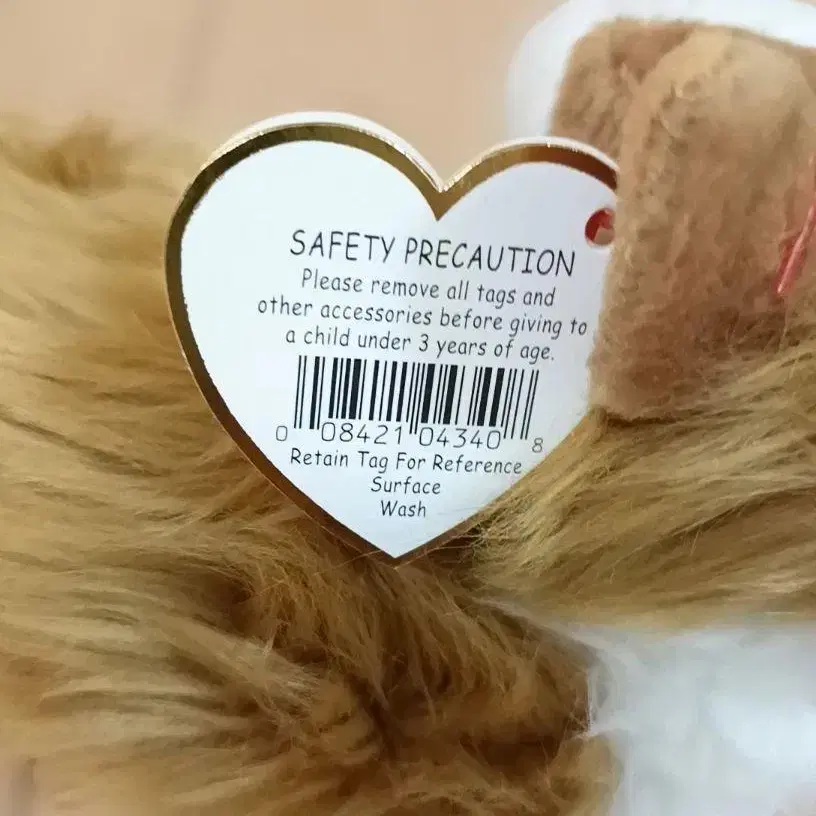 SAFETY PRECAUTION
Please remove all tags and
other accessories before giving to
a child under 3 years of age.
0 08421 04340 8
Retain Tag For Reference
Surface
Wash